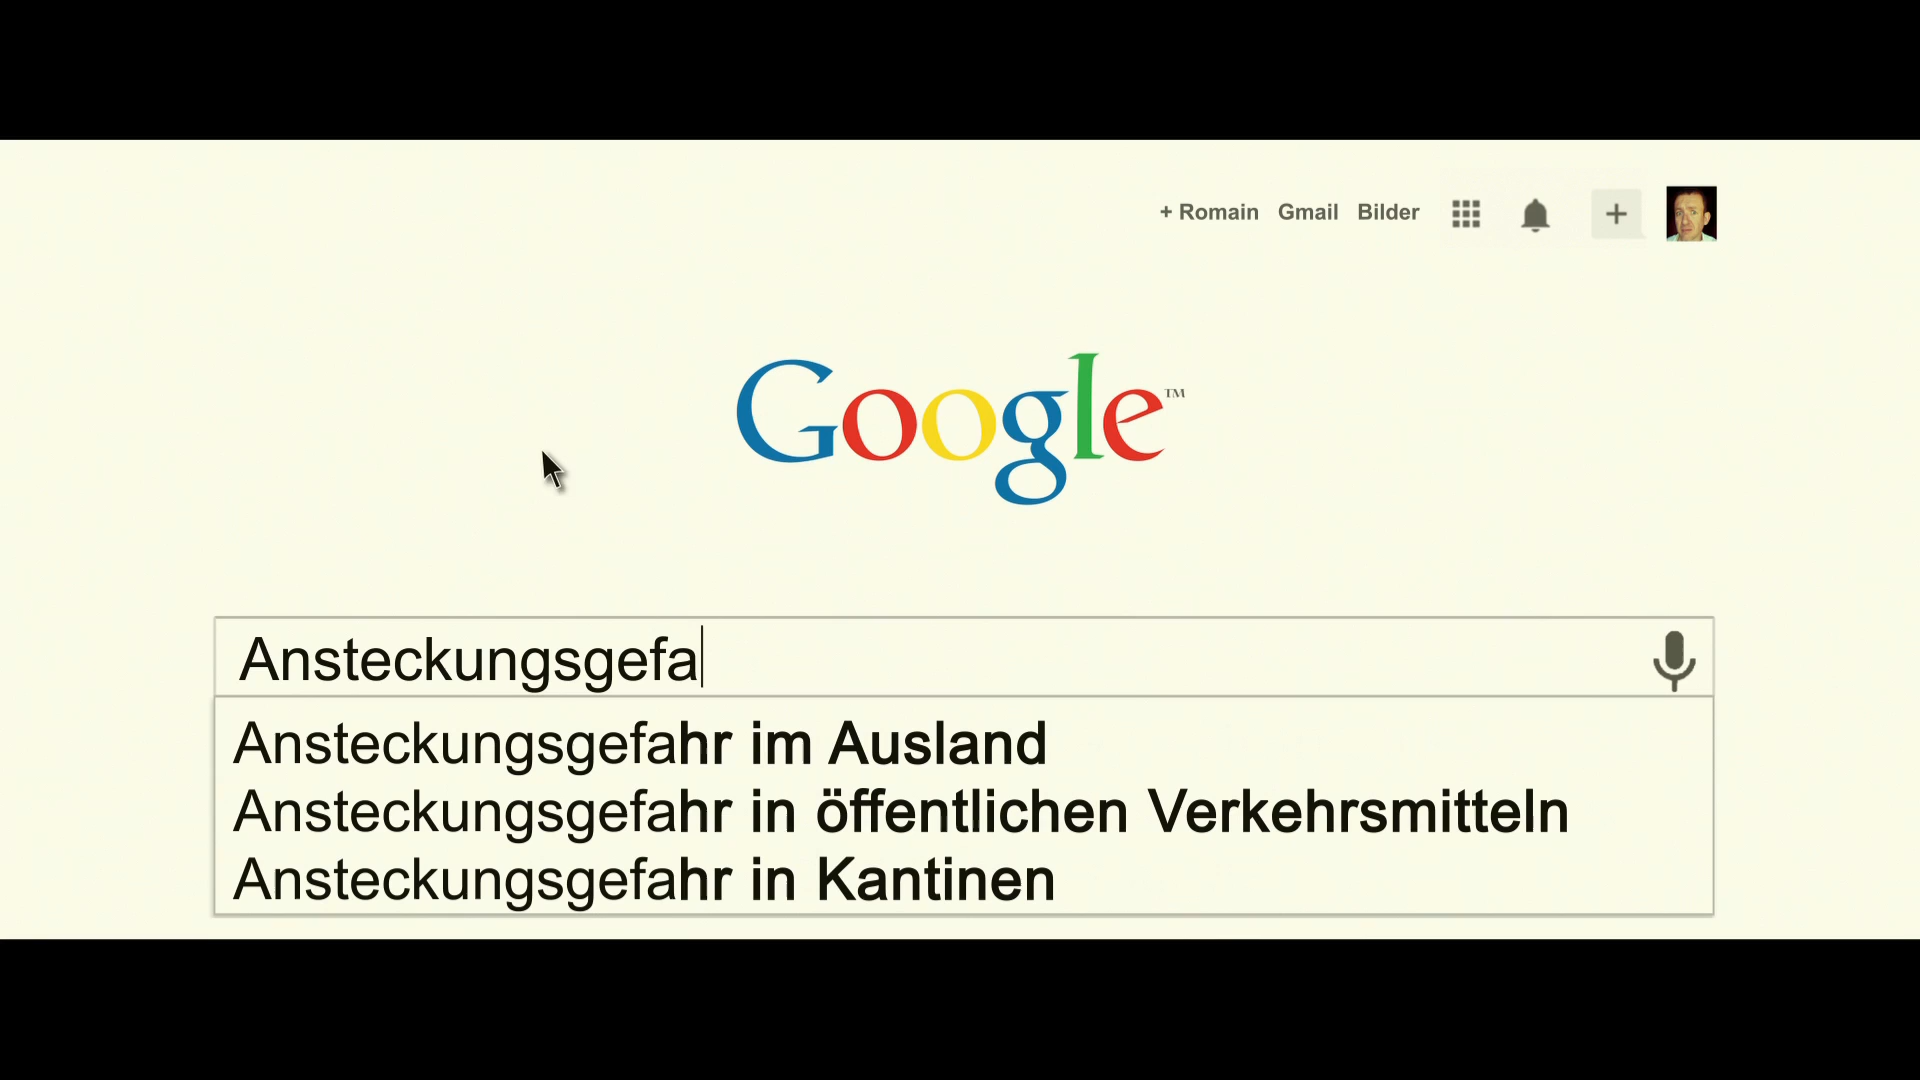 + Romain Gmail Bilder
Google™
Ansteckungsgefa
Ansteckungsgefahr im Ausland
Ansteckungsgefahr in öffentlichen Verkehrsmitteln
Ansteckungsgefahr in Kantinen